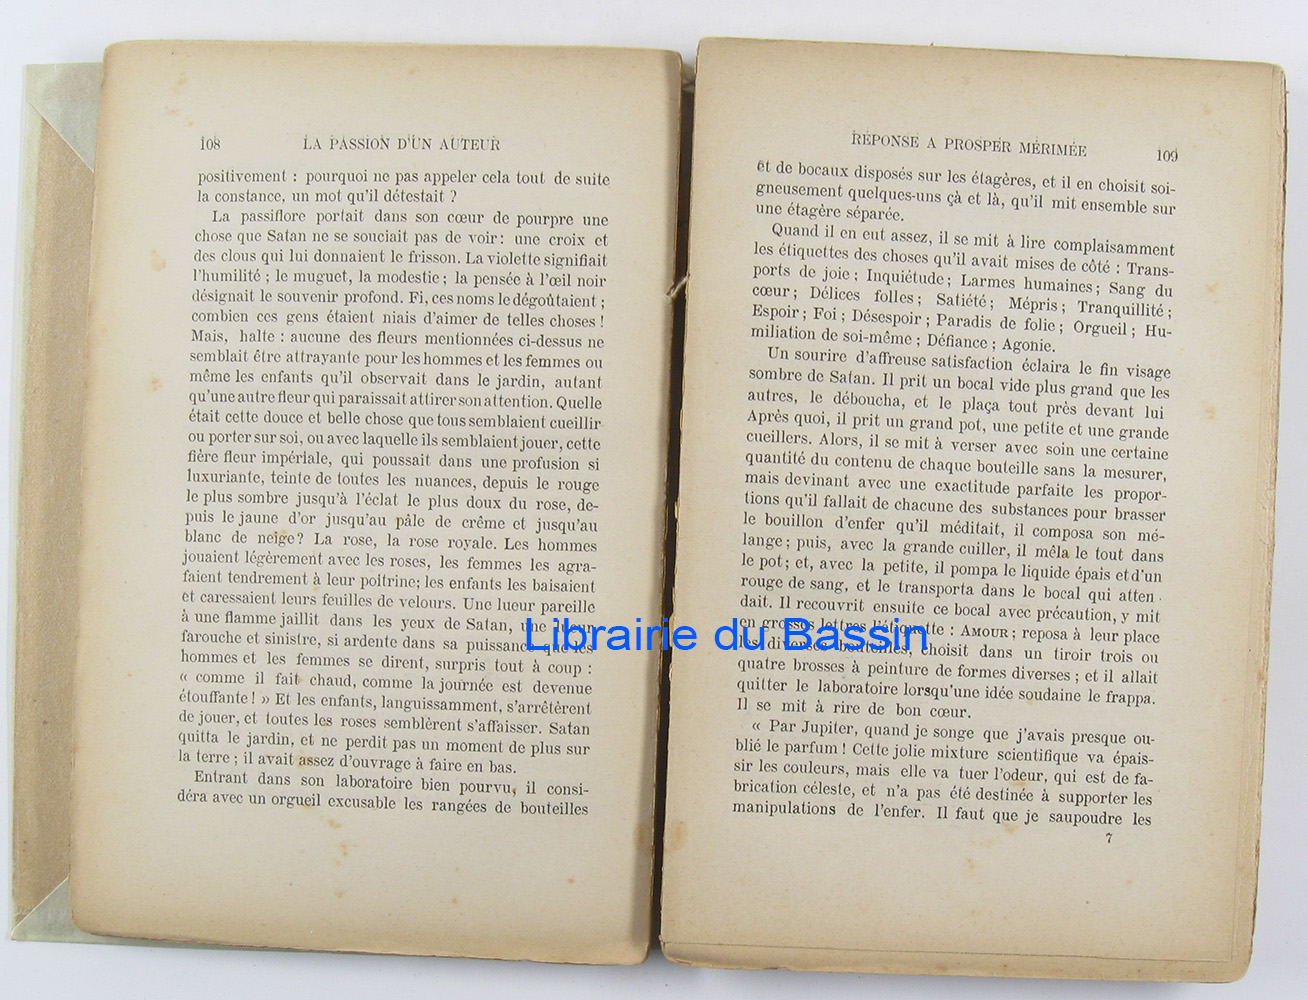 108 LA PASSION D'UN AUTEUR
positivement : pourquoi ne pas appeler cela tout de suite
la constance, un mot qu'il détestait ?
La passiflore portait dans son cœur de pourpre une
chose que Satan ne se souciait pas de voir : une croix et
des clous qui lui donnaient le frisson. La violette signifiait
l'humilité ; le muguet, la modestie ; la pensée à l'œil noir
désignait le souvenir profond. Fi, ces noms le dégoûtaient ;
combien ces gens étaient niais d'aimer de telles choses !
Mais, halte : aucune des fleurs mentionnées ci-dessus ne
semblait être attrayante pour les hommes et les femmes ou
même les enfants qu'il observait dans le jardin, autant
qu'une autre fleur qui paraissait attirer son attention. Quelle
était cette douce et belle chose que tous semblaient cueillir
ou porter sur soi, ou avec laquelle ils semblaient jouer, cette
fière fleur impériale, qui poussait dans une profusion si
luxuriante, teinte de toutes les nuances, depuis le rouge
le plus sombre jusqu'à l'éclat le plus doux du rose, de-
puis le jaune d'or jusqu'au pâle de crême et jusqu'au
blanc de neige? La rose, la rose royale. Les hommes
jouaient légèrement avec les roses, les femmes les agra-
faient tendrement à leur poitrine; les enfants les baisaient
et caressaient leurs feuilles de velours. Une lueur pareille
à une flamme jaillit dans les yeux de Satan, une lueur
farouche et sinistre, si ardente dans sa puissance que les
hommes et les femmes se dirent, surpris tout à coup :
« comme il fait chaud, comme la journée est devenue
étouffante ! » Et les enfants, languissamment, s'arrêtèrent
de jouer, et toutes les roses semblèrent s'affaisser. Satan
quitta le jardin, et ne perdit pas un moment de plus sur
la terre ; il avait assez d'ouvrage à faire en bas.
Entrant dans son laboratoire bien pourvu, il consi-
déra avec un orgueil excusable les rangées de bouteilles
RÉPONSE A PROSPER MÉRIMÉE 109
et de bocaux disposés sur les étagères, et il en choisit soi-
gneusement quelques-uns çà et là, qu'il mit ensemble sur
une étagère séparée.
Quand il en eut assez, il se mit à lire complaisamment
les étiquettes des choses qu'il avait mises de côté : Trans-
ports de joie ; Inquiétude ; Larmes humaines ; Sang du
cœur ; Délices folles ; Satiété ; Mépris ; Tranquillité ;
Espoir ; Foi ; Désespoir ; Paradis de folie ; Orgueil ; Hu-
miliation de soi-même ; Défiance ; Agonie.
Un sourire d'affreuse satisfaction éclaira le fin visage
sombre de Satan. Il prit un bocal vide plus grand que les
autres, le déboucha, et le plaça tout près devant lui
Après quoi, il prit un grand pot, une petite et une grande
cueillers. Alors, il se mit à verser avec soin une certaine
quantité du contenu de chaque bouteille sans la mesurer,
mais devinant avec une exactitude parfaite les propor-
tions qu'il fallait de chacune des substances pour brasser
le bouillon d'enfer qu'il méditait, il composa son mé-
lange ; puis, avec la grande cuiller, il mêla le tout dans
le pot ; et, avec la petite, il pompa le liquide épais et d'un
rouge de sang, et le transporta dans le bocal qui atten
dait. Il recouvrit ensuite ce bocal avec précaution, y mit
en grosses lettres l'étiquette : AMOUR ; reposa à leur place
les diverses bouteilles, choisit dans un tiroir trois ou
quatre brosses à peinture de formes diverses ; et il allait
quitter le laboratoire lorsqu'une idée soudaine le frappa.
Il se mit à rire de bon cœur.
« Par Jupiter, quand je songe que j'avais presque ou-
blié le parfum ! Cette jolie mixture scientifique va épais-
sir les couleurs, mais elle va tuer l'odeur, qui est de fa-
brication céleste, et n'a pas été destinée à supporter les
manipulations de l'enfer. Il faut que je saupoudre les
7
Librairie du Bassin